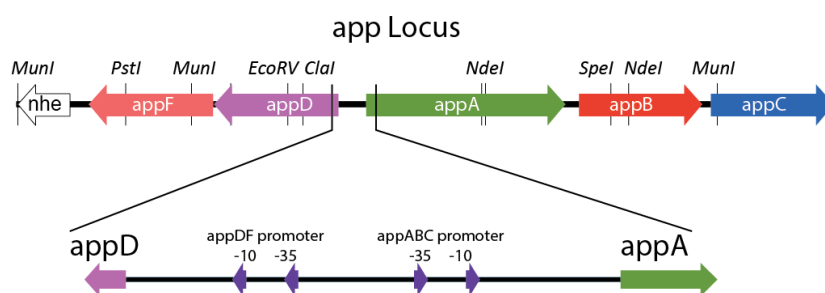 app Locus
MunI PstI MunI EcoRV ClaI NdeI SpeI NdeI MunI
nhe appF appD appA appB appC
appD appDF promoter appABC promoter appA
-10 -35 -35 -10